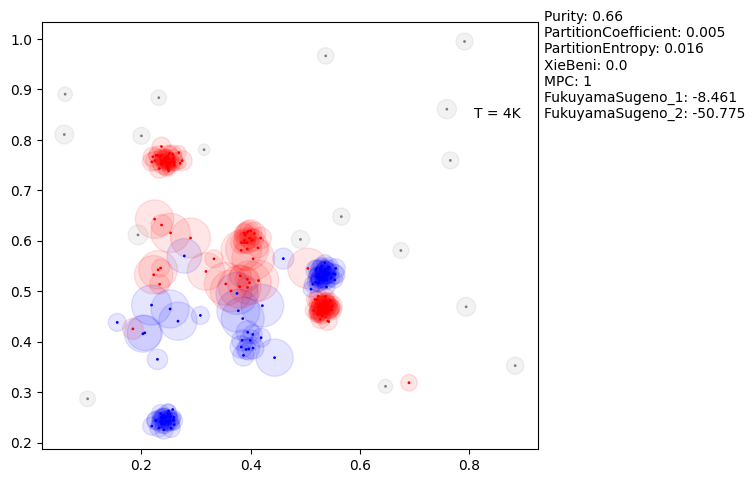 Purity: 0.66
PartitionCoefficient: 0.005
PartitionEntropy: 0.016
XieBeni: 0.0
MPC: 1
FukuyamaSugeno_1: -8.461
FukuyamaSugeno_2: -50.775
T = 4K
1.0
0.9
0.8
0.7
0.6
0.5
0.4
0.3
0.2
0.2 0.4 0.6 0.8